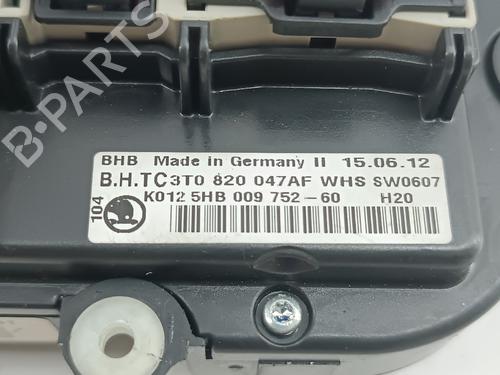 B-PARTS
BHB Made in Germany II 15.06.12
B.H.TC3T0 820 047AF WHS SW0607
104 K012 5HB 009 752-60 H20